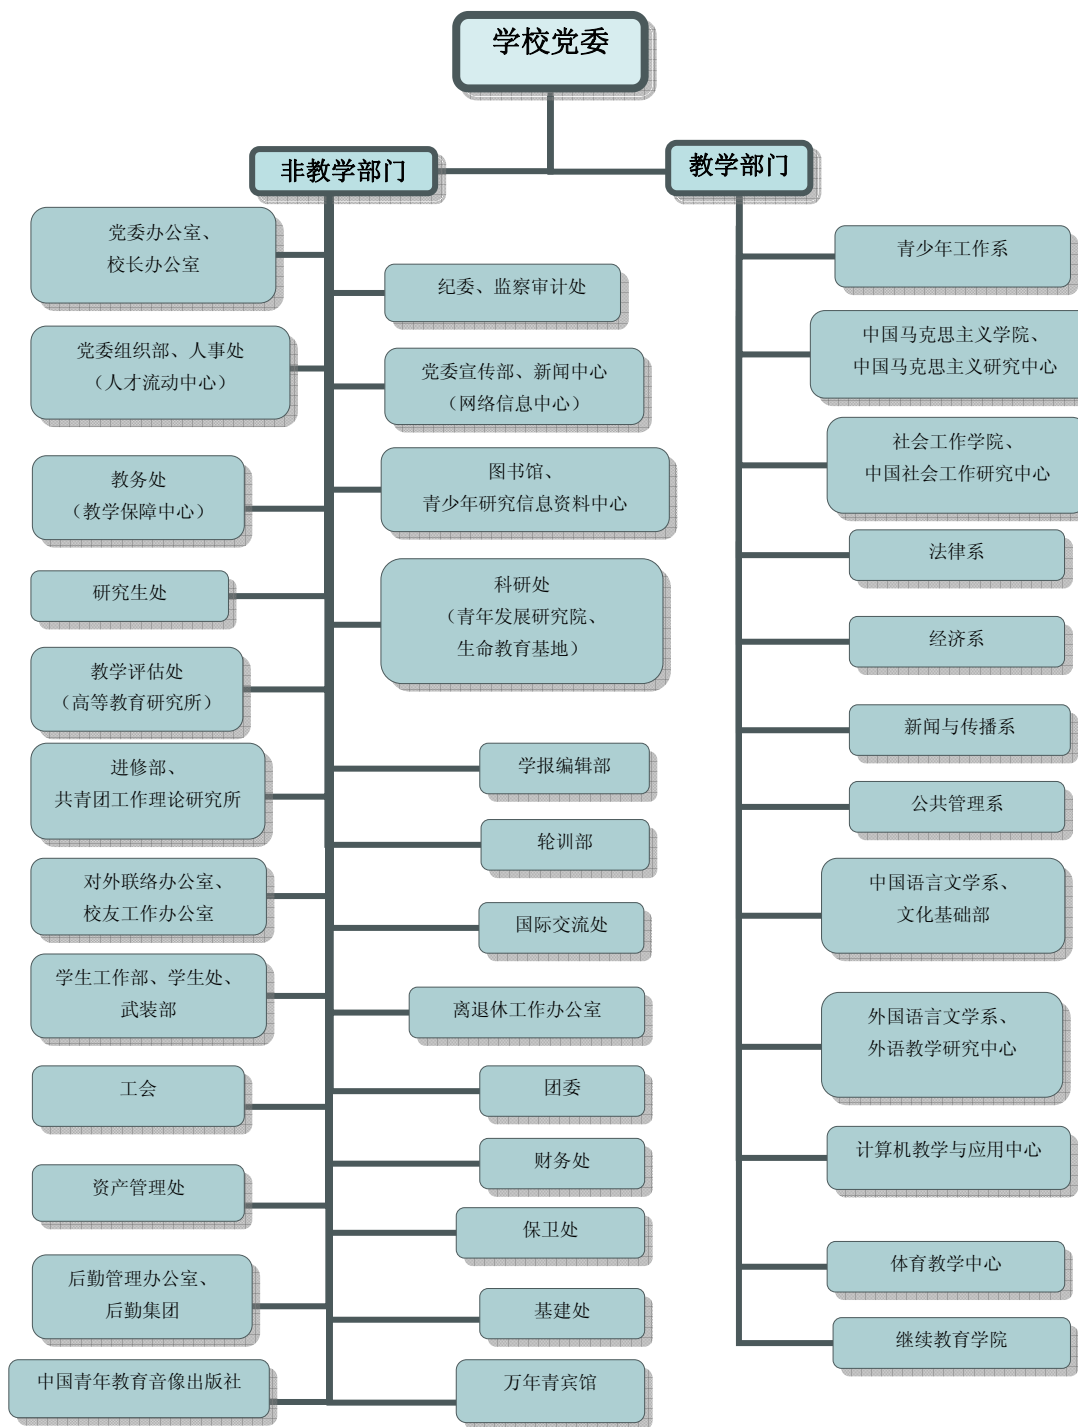 学校党委
非教学部门
教学部门
党委办公室、
校长办公室
党委组织部、人事处
（人才流动中心）
教务处
（教学保障中心）
研究生处
教学评估处
（高等教育研究所）
进修部、
共青团工作理论研究所
对外联络办公室、
校友工作办公室
学生工作部、学生处、
武装部
工会
资产管理处
后勤管理办公室、
后勤集团
中国青年教育音像出版社
纪委、监察审计处
党委宣传部、新闻中心
（网络信息中心）
图书馆、
青少年研究信息资料中心
科研处
（青年发展研究院、
生命教育基地）
学报编辑部
轮训部
国际交流处
离退休工作办公室
团委
财务处
保卫处
基建处
万年青宾馆
青少年工作系
中国马克思主义学院、
中国马克思主义研究中心
社会工作学院、
中国社会工作研究中心
法律系
经济系
新闻与传播系
公共管理系
中国语言文学系、
文化基础部
外国语言文学系、
外语教学研究中心
计算机教学与应用中心
体育教学中心
继续教育学院